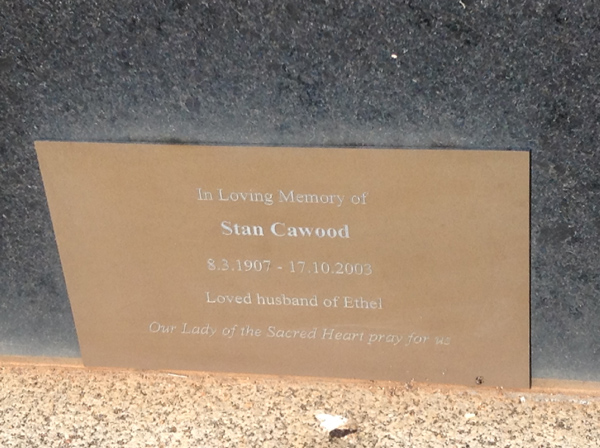 In Loving Memory of
Stan Cawood
8.3.1907 - 17.10.2003
Loved husband of Ethel
Our Lady of the Sacred Heart pray for us